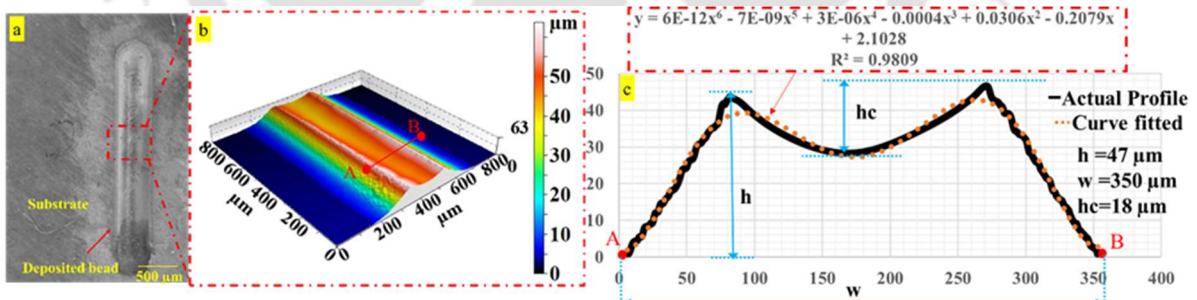 a
Substrate
Deposited bead
500 µm
b
µm
50
40
30
20
10
0
63
0
B
A
800 600 400 200 0
µm
0 200 400 600 800
µm
y = 6E-12x⁶ - 7E-09x⁵ + 3E-06x⁴ - 0.0004x³ + 0.0306x² - 0.2079x
+ 2.1028
R² = 0.9809
c
50
40
30
20
10
0
hc
h
Actual Profile
Curve fitted
h =47 µm
w =350 µm
hc=18 µm
A
B
0 50 100 150 200 250 300 350 400
w